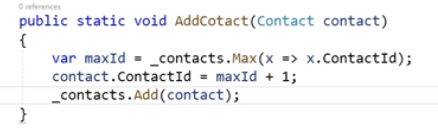 0 references
public static void AddCotact(Contact contact)
{
var maxId = _contacts.Max(x => x.ContactId);
contact.ContactId = maxId + 1;
_contacts.Add(contact);
}